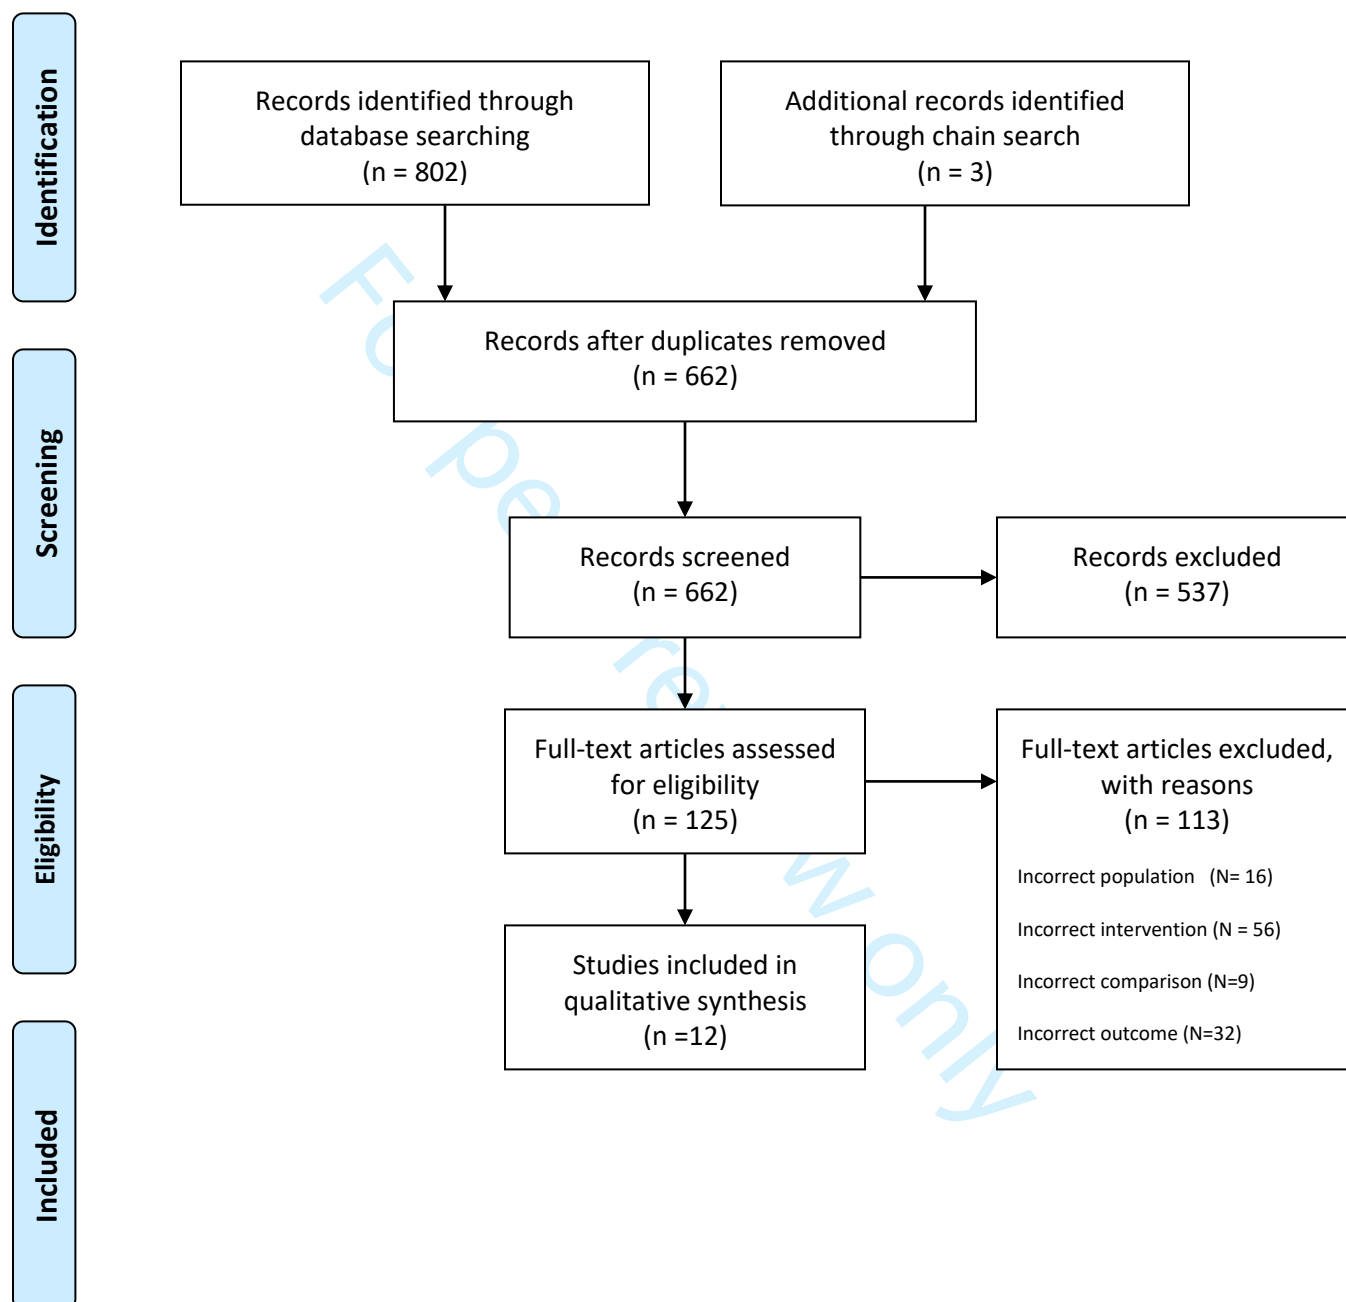 Identification
Records identified through
database searching
(n = 802)
Additional records identified
through chain search
(n = 3)
Records after duplicates removed
(n = 662)
Screening
Records screened
(n = 662)
Records excluded
(n = 537)
Eligibility
Full-text articles assessed
for eligibility
(n = 125)
Full-text articles excluded,
with reasons
(n = 113)
Incorrect population (N= 16)
Incorrect intervention (N = 56)
Incorrect comparison (N=9)
Incorrect outcome (N=32)
Studies included in
qualitative synthesis
(n =12)
Included
only